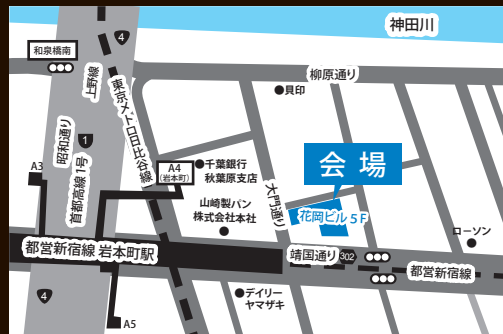 神田川
4
和泉橋南
上野線
柳原通り
貝印
東京メトロ日比谷線
昭和通り
1
首都高線1号
A3
A4
(岩本町)
千葉銀行
秋葉原支店
会場
大門通り
山崎製パン
株式会社本社
花岡ビル5F
ローソン
都営新宿線 岩本町駅
靖国通り
302
都営新宿線
4
デイリー
ヤマザキ
A5